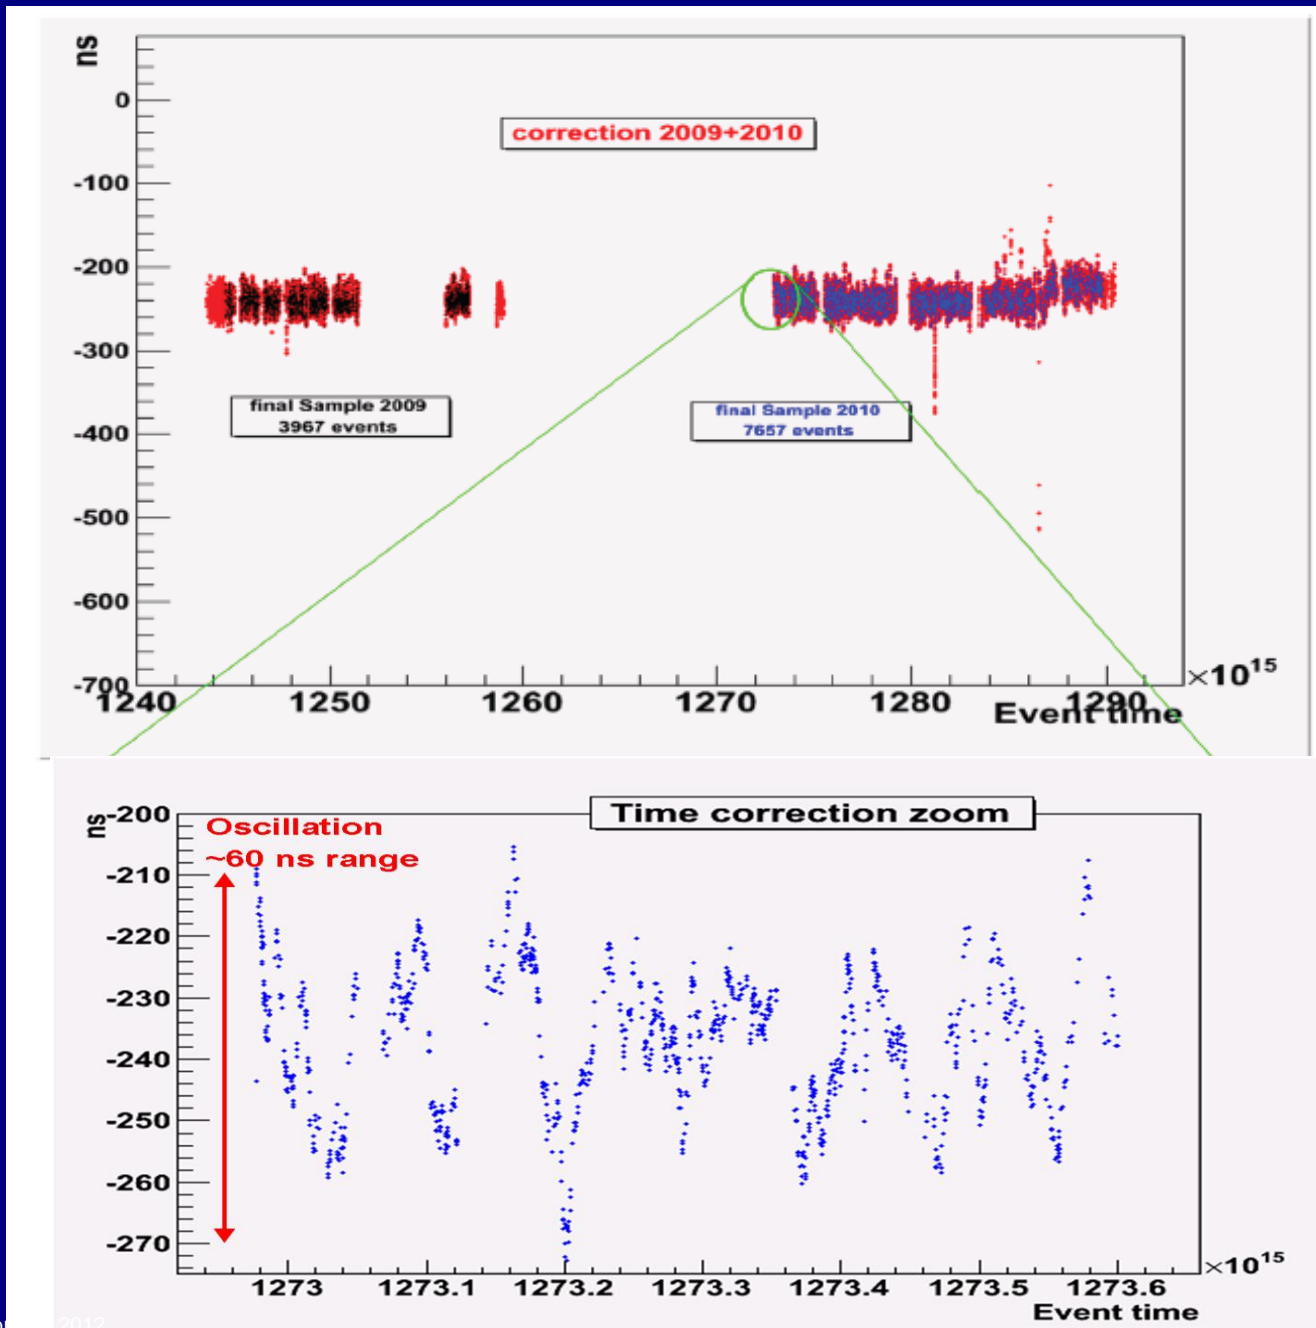 ns
0
-100
-200
-300
-400
-500
-600
-700
correction 2009+2010
final Sample 2009
3967 events
final Sample 2010
7657 events
1240 1250 1260 1270 1280 1290
×10¹⁵
Event time
Time correction zoom
ns
-200
-210
-220
-230
-240
-250
-260
-270
Oscillation
~60 ns range
1273 1273.1 1273.2 1273.3 1273.4 1273.5 1273.6
×10¹⁵
Event time
2012